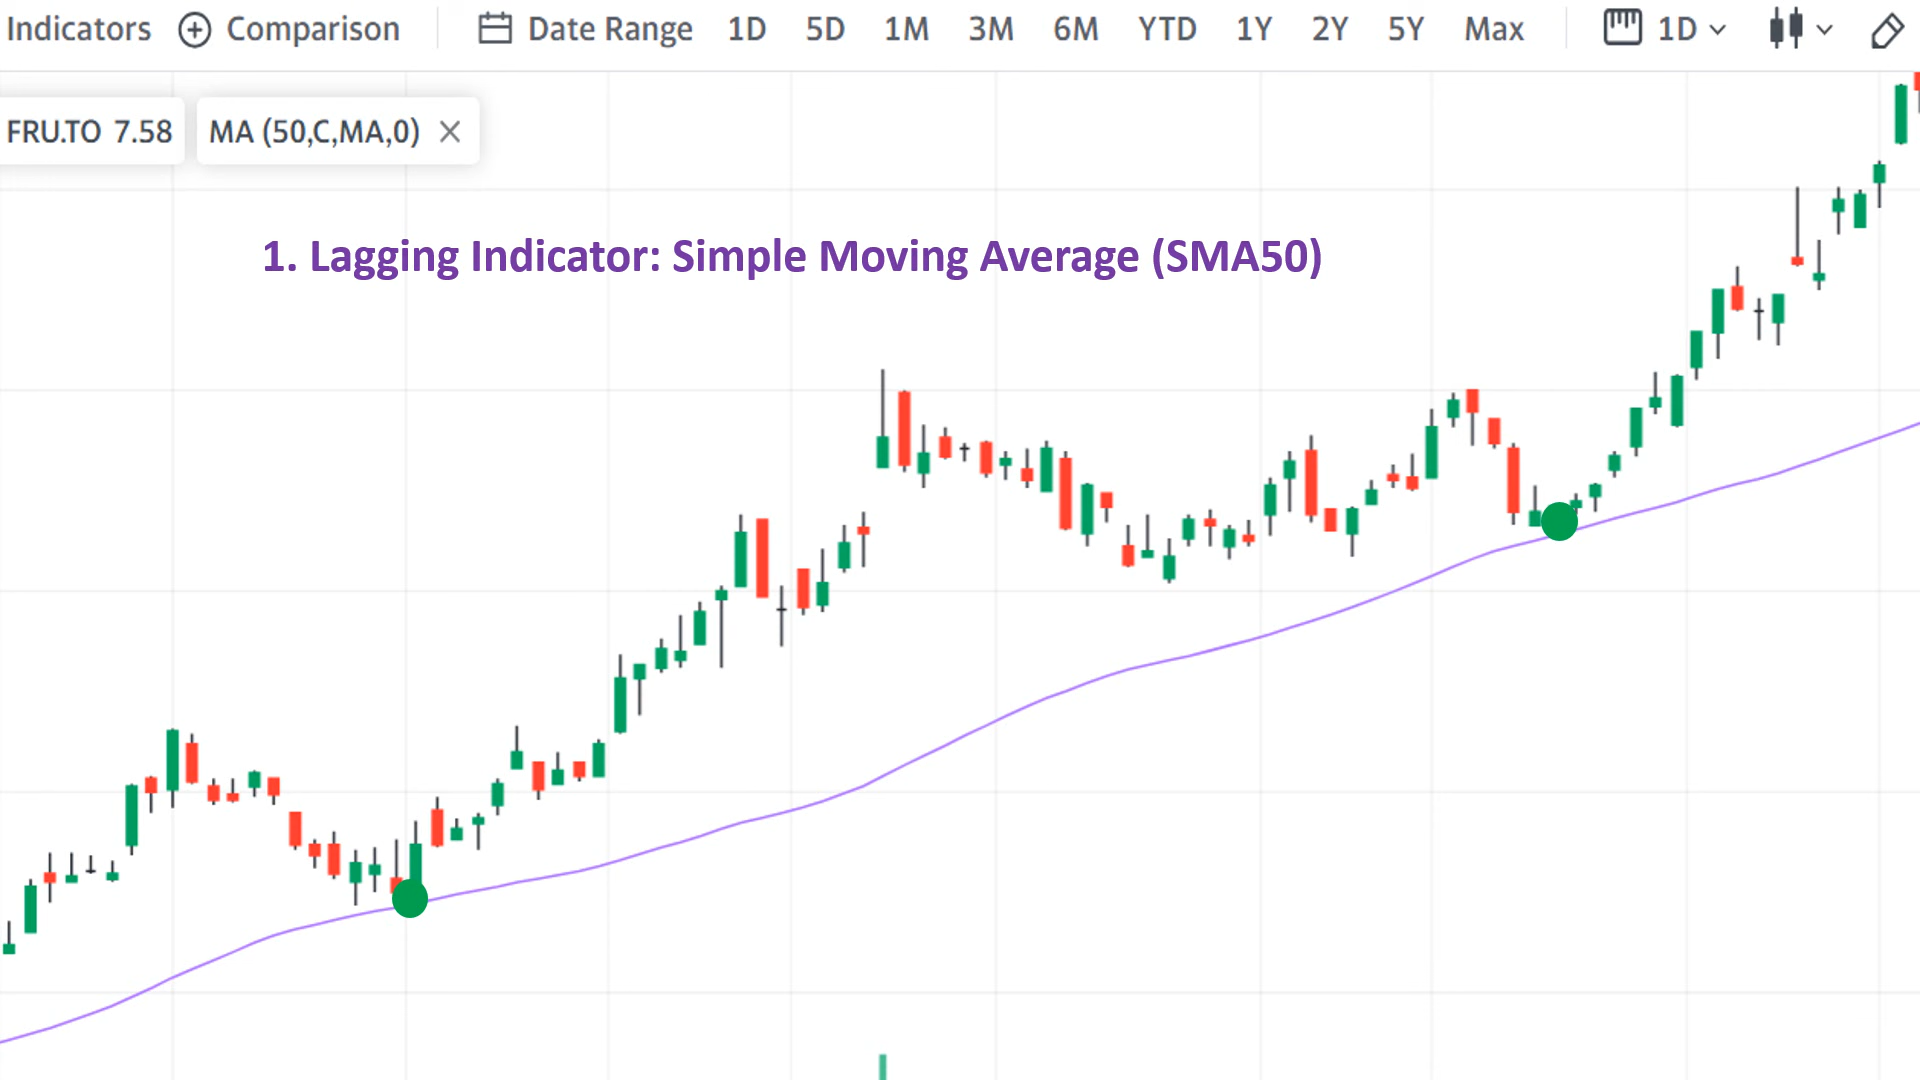 Indicators Comparison Date Range 1D 5D 1M 3M 6M YTD 1Y 2Y 5Y Max 1D
FRU.TO 7.58 MA (50,C,MA,0)
1. Lagging Indicator: Simple Moving Average (SMA50)